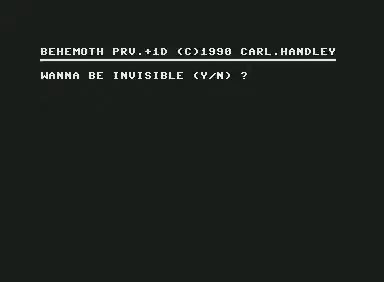 BEHEMOTH PRV.+1D (C)1990 CARL.HANDLEY
WANNA BE INVISIBLE (Y/N) ?